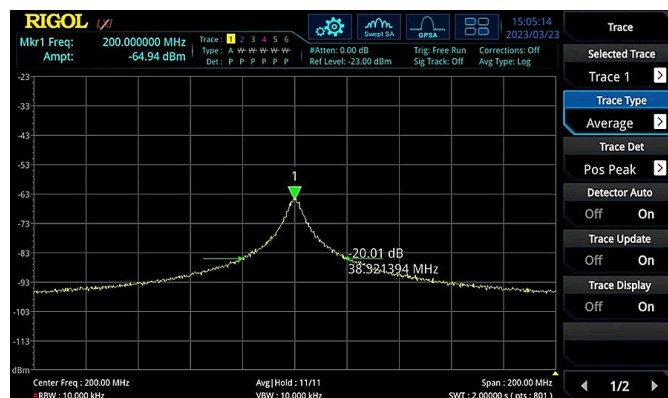 RIGOL LXI
Swept SA GPSA 15:05:14
2023/03/23
Mkr1 Freq: 200.000000 MHz
Ampt: -64.94 dBm
Trace: 1 2 3 4 5 6
Type: A W W W W W
Det: P P P P P P
#Atten: 0.00 dB Trig: Free Run Corrections: Off
Ref Level: -23.00 dBm Sig Track: Off Avg Type: Log
-23
-33
-43
-53
-63
-73
-83
-93
-103
-113
dBm
1
-20.01 dB
38.321394 MHz
Center Freq : 200.00 MHz Avg|Hold : 11/11 Span : 200.00 MHz
#RBW : 10.000 kHz VBW : 10.000 kHz SWT : 2.00000 s ( pts : 801 )
Trace
Selected Trace
Trace 1
Trace Type
Average
Trace Det
Pos Peak
Detector Auto
Off On
Trace Update
Off On
Trace Display
Off On
1/2